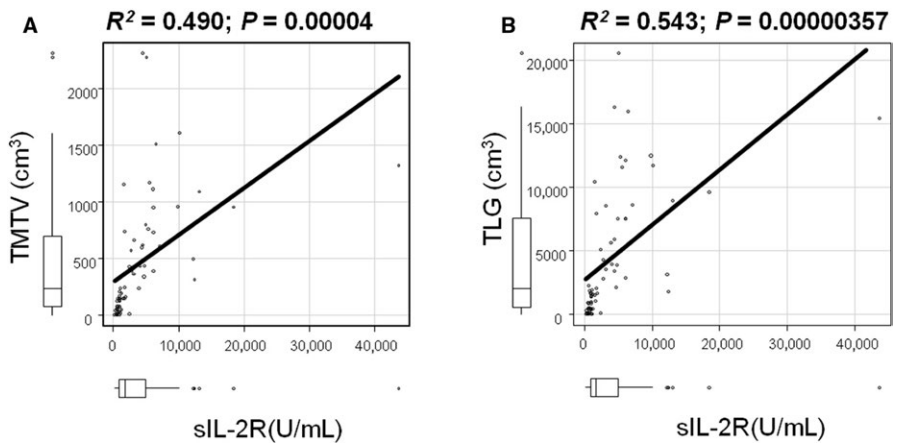 A
R² = 0.490; P = 0.00004
TMTV (cm³)
2000
1500
1000
500
0
0 10,000 20,000 30,000 40,000
sIL-2R(U/mL)
B
R² = 0.543; P = 0.00000357
TLG (cm³)
20,000
15,000
10,000
5000
0
0 10,000 20,000 30,000 40,000
sIL-2R(U/mL)